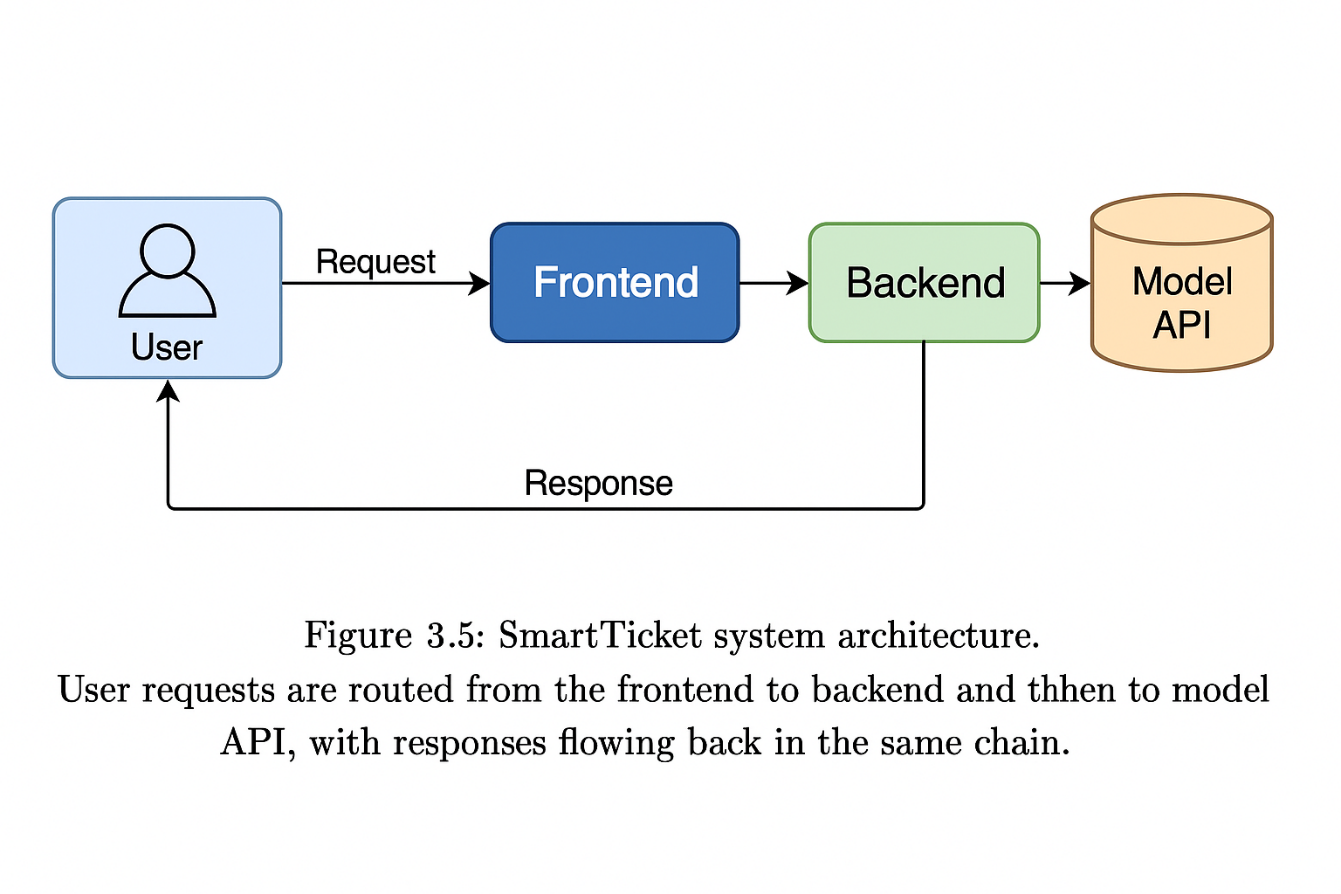 Request
Frontend
Backend
Model
API
User
Response
Figure 3.5: SmartTicket system architecture.
User requests are routed from the frontend to backend and thhen to model
API, with responses flowing back in the same chain.